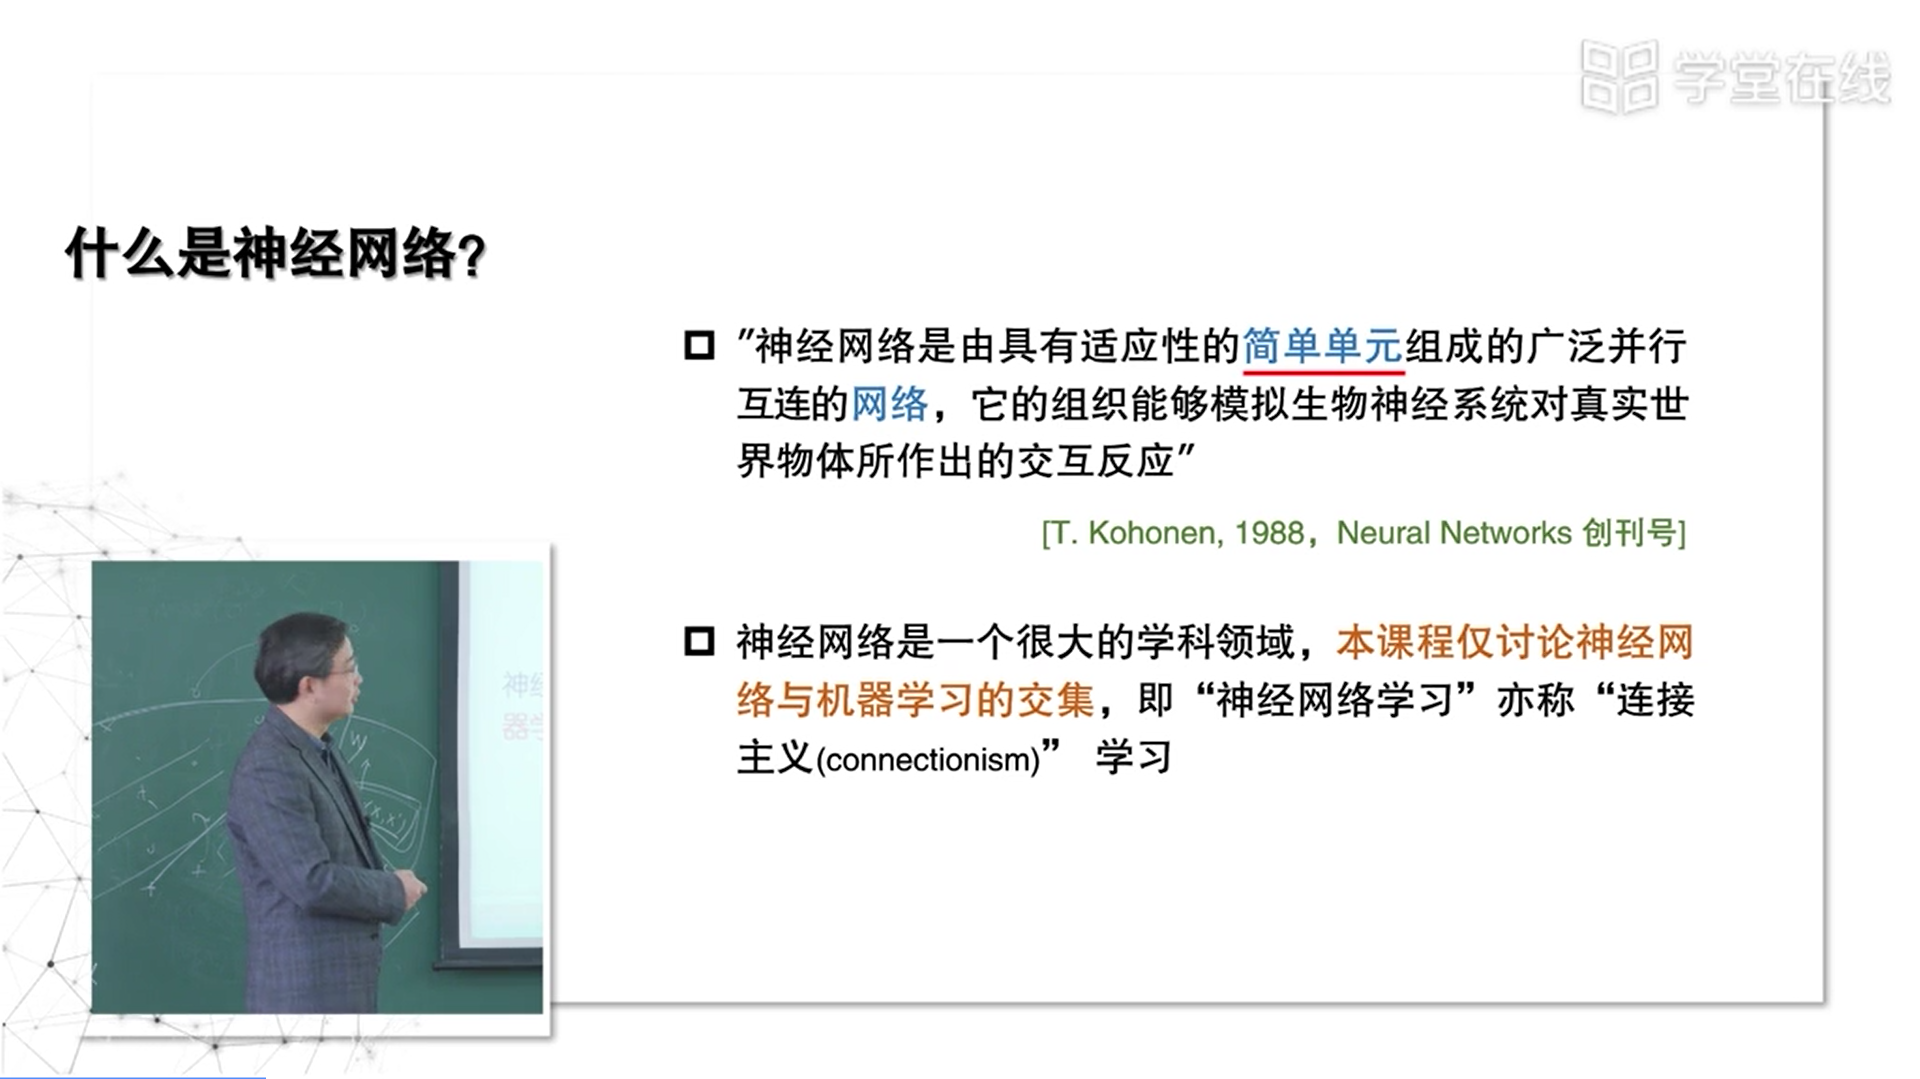 学堂在线
什么是神经网络?
"神经网络是由具有适应性的简单单元组成的广泛并行
互连的网络，它的组织能够模拟生物神经系统对真实世
界物体所作出的交互反应"
[T. Kohonen, 1988，Neural Networks 创刊号]
神经网络是一个很大的学科领域，本课程仅讨论神经网
络与机器学习的交集，即“神经网络学习”亦称“连接
主义(connectionism)” 学习
神经
器学
W
(x,x')